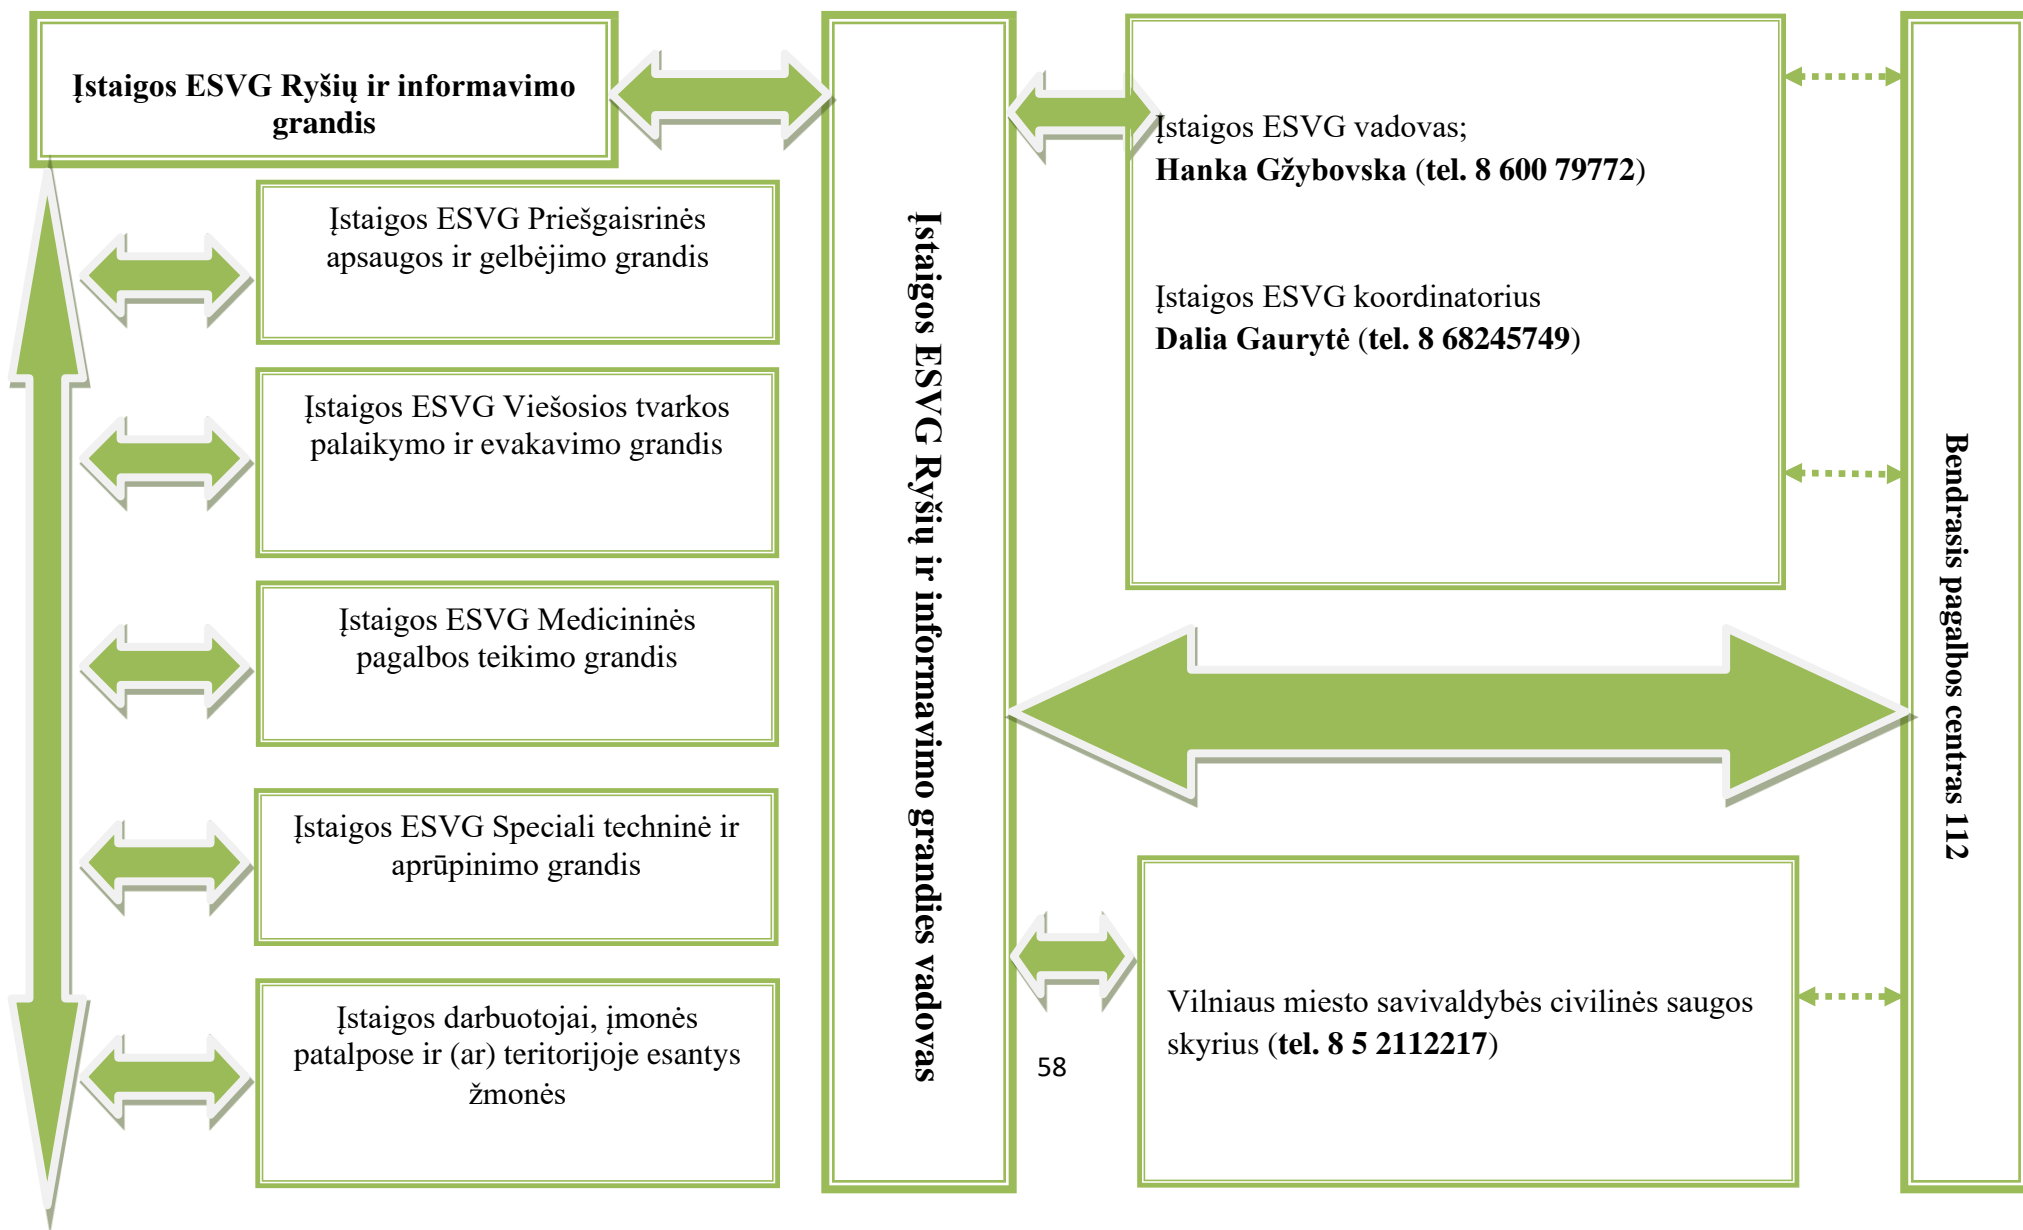 Įstaigos ESVG Ryšių ir informavimo
grandis
Įstaigos ESVG Priešgaisrinės
apsaugos ir gelbėjimo grandis
Įstaigos ESVG Viešosios tvarkos
palaikymo ir evakavimo grandis
Įstaigos ESVG Medicininės
pagalbos teikimo grandis
Įstaigos ESVG Speciali techninė ir
aprūpinimo grandis
Įstaigos darbuotojai, įmonės
patalpose ir (ar) teritorijoje esantys
žmonės
Įstaigos ESVG Ryšių ir informavimo grandies vadovas
Įstaigos ESVG vadovas;
Hanka Gžybovska (tel. 8 600 79772)
Įstaigos ESVG koordinatorius
Dalia Gaurytė (tel. 8 68245749)
Vilniaus miesto savivaldybės civilinės saugos
skyrius (tel. 8 5 2112217)
58
Bendrasis pagalbos centras 112